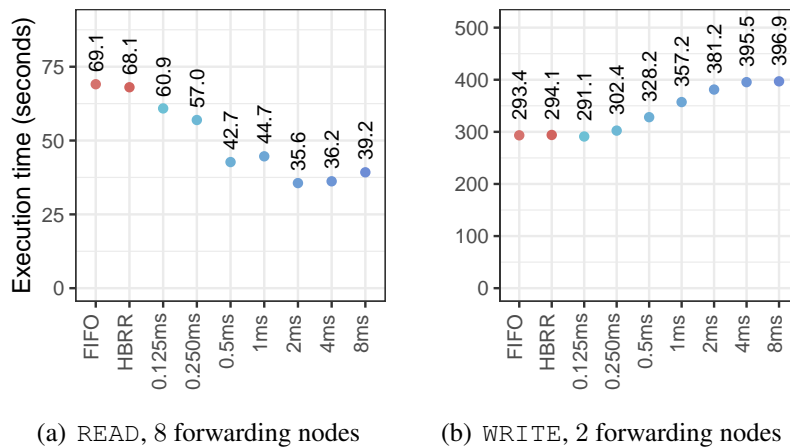 Execution time (seconds)
75
50
25
0
69.1
68.1
60.9
57.0
42.7
44.7
35.6
36.2
39.2
FIFO
HBRR
0.125ms
0.250ms
0.5ms
1ms
2ms
4ms
8ms
(a) READ, 8 forwarding nodes
500
400
300
200
100
0
293.4
294.1
291.1
302.4
328.2
357.2
381.2
395.5
396.9
FIFO
HBRR
0.125ms
0.250ms
0.5ms
1ms
2ms
4ms
8ms
(b) WRITE, 2 forwarding nodes